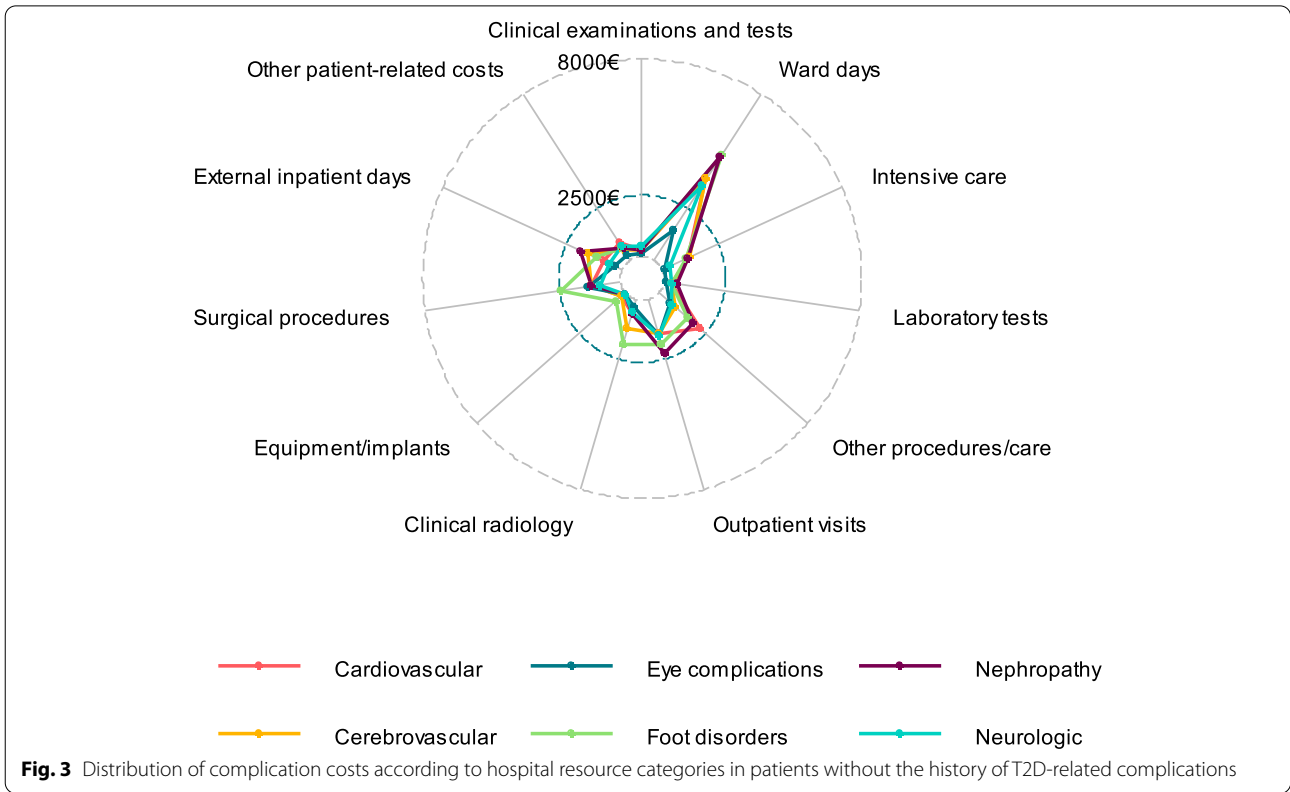 Clinical examinations and tests
8000€
Other patient-related costs
Ward days
External inpatient days
Intensive care
2500€
Surgical procedures
Laboratory tests
Equipment/implants
Other procedures/care
Clinical radiology
Outpatient visits
Cardiovascular
Eye complications
Nephropathy
Cerebrovascular
Foot disorders
Neurologic
Fig. 3 Distribution of complication costs according to hospital resource categories in patients without the history of T2D-related complications